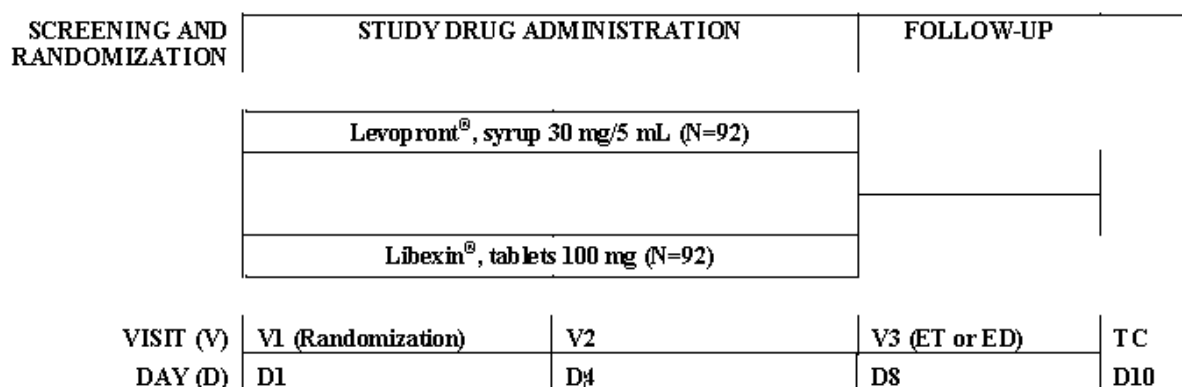 SCREENING AND RANDOMIZATION
STUDY DRUG ADMINISTRATION
FOLLOW-UP
Levopront®, syrup 30 mg/5 mL (N=92)
Libexin®, tablets 100 mg (N=92)
VISIT (V) V1 (Randomization) V2 V3 (ET or ED) TC
DAY (D) D1 D4 D8 D10